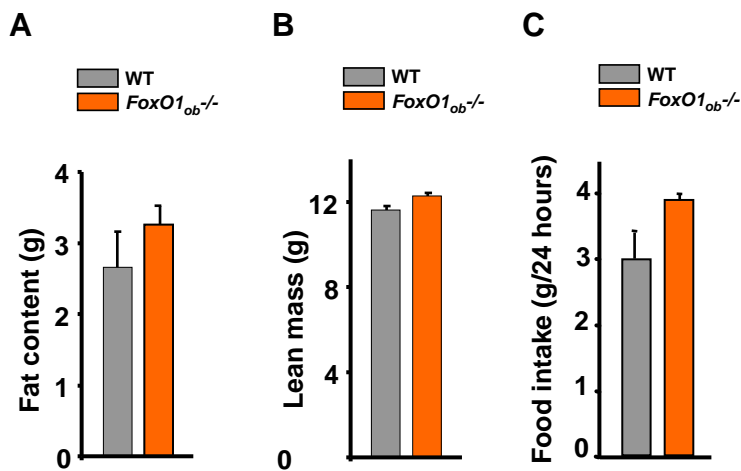 A
WT
FoxO1ob-/-
Fat content (g)
4
3
2
1
0
B
WT
FoxO1ob-/-
Lean mass (g)
12
8
4
0
C
WT
FoxO1ob-/-
Food intake (g/24 hours)
4
3
2
1
0